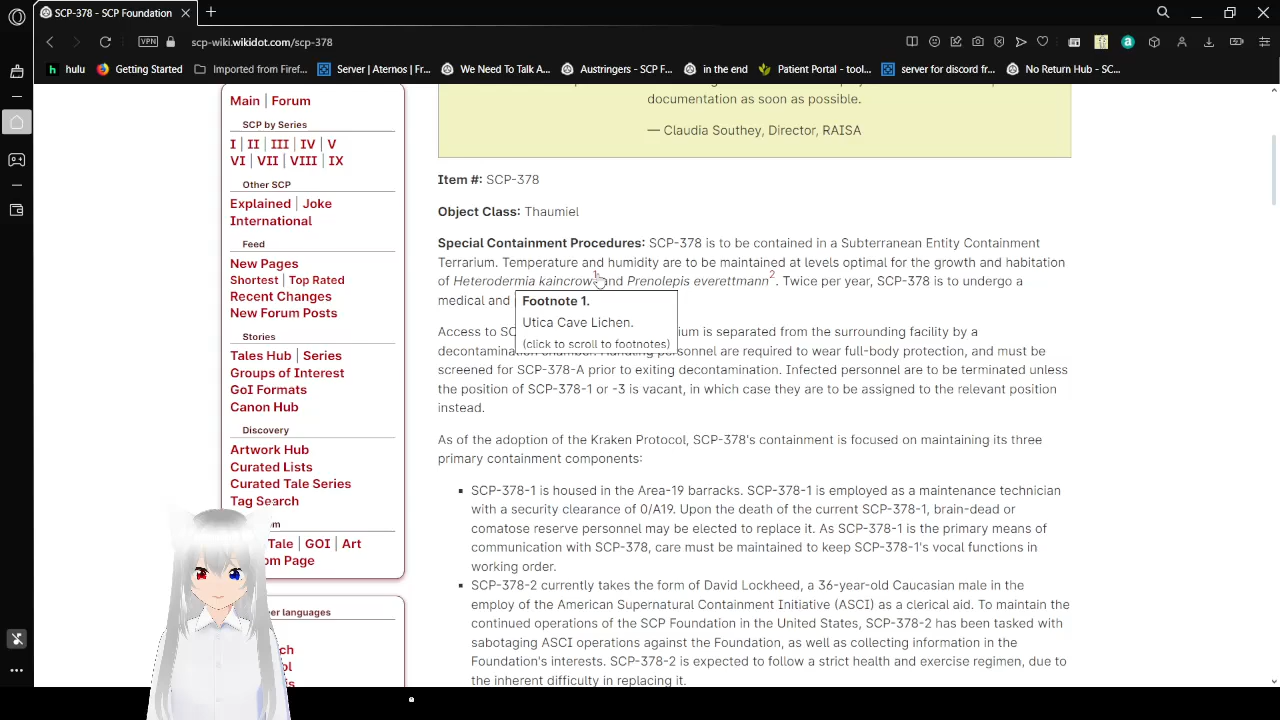 SCP-378 - SCP Foundation
VPN
scp-wiki.wikidot.com/scp-378
hulu
Getting Started
Imported from Firef...
Server | Aternos | Fr...
We Need To Talk A...
Austringers - SCP F...
in the end
Patient Portal - tool...
server for discord fr...
No Return Hub - SC...
Main | Forum
SCP by Series
I | II | III | IV | V
VI | VII | VIII | IX
Other SCP
Explained | Joke
International
Feed
New Pages
Shortest | Top Rated
Recent Changes
New Forum Posts
Stories
Tales Hub | Series
Groups of Interest
GoI Formats
Canon Hub
Discovery
Artwork Hub
Curated Lists
Curated Tale Series
Tag Search
Tale | GOI | Art
Page
languages
documentation as soon as possible.
— Claudia Southey, Director, RAISA
Item #: SCP-378
Object Class: Thaumiel
Special Containment Procedures: SCP-378 is to be contained in a Subterranean Entity Containment
Terrarium. Temperature and humidity are to be maintained at levels optimal for the growth and habitation
of Heterodermia kaincrow1 and Prenolepis everettmann2. Twice per year, SCP-378 is to undergo a
medical and
Footnote 1.
Utica Cave Lichen.
(click to scroll to footnotes)
Access to SC ium is separated from the surrounding facility by a
decontamination chamber. Handling personnel are required to wear full-body protection, and must be
screened for SCP-378-A prior to exiting decontamination. Infected personnel are to be terminated unless
the position of SCP-378-1 or -3 is vacant, in which case they are to be assigned to the relevant position
instead.
As of the adoption of the Kraken Protocol, SCP-378's containment is focused on maintaining its three
primary containment components:
SCP-378-1 is housed in the Area-19 barracks. SCP-378-1 is employed as a maintenance technician
with a security clearance of 0/A19. Upon the death of the current SCP-378-1, brain-dead or
comatose reserve personnel may be elected to replace it. As SCP-378-1 is the primary means of
communication with SCP-378, care must be maintained to keep SCP-378-1's vocal functions in
working order.
SCP-378-2 currently takes the form of David Lockheed, a 36-year-old Caucasian male in the
employ of the American Supernatural Containment Initiative (ASCI) as a clerical aid. To maintain the
continued operations of the SCP Foundation in the United States, SCP-378-2 has been tasked with
sabotaging ASCI operations against the Foundation, as well as collecting information in the
Foundation's interests. SCP-378-2 is expected to follow a strict health and exercise regimen, due to
the inherent difficulty in replacing it.